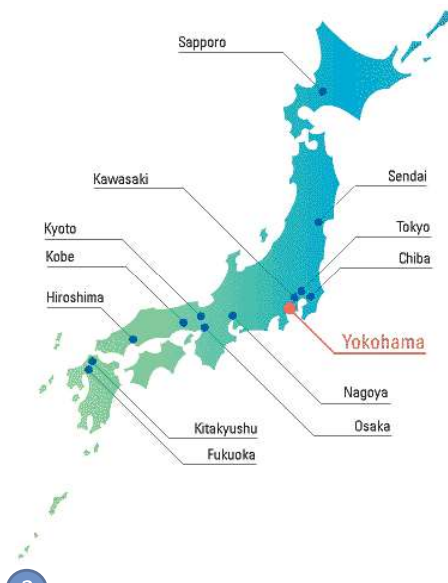 Sapporo
Kawasaki
Sendai
Kyoto
Tokyo
Kobe
Chiba
Hiroshima
Yokohama
Nagoya
Kitakyushu
Osaka
Fukuoka